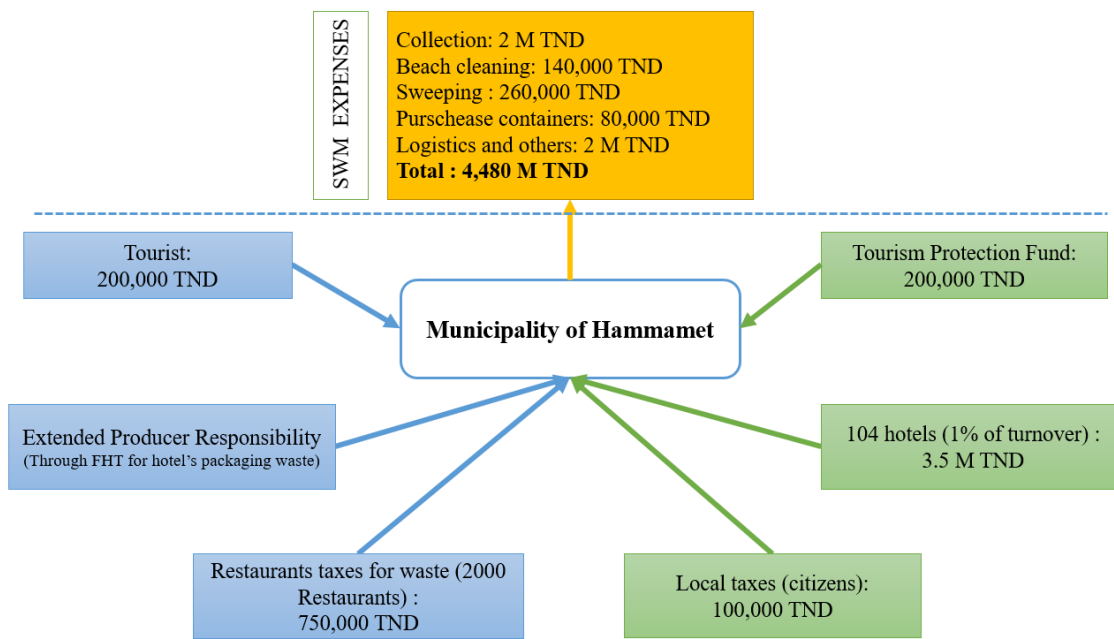 SWM EXPENSES
Collection: 2 M TND
Beach cleaning: 140,000 TND
Sweeping : 260,000 TND
Purschease containers: 80,000 TND
Logistics and others: 2 M TND
Total : 4,480 M TND
Tourist:
200,000 TND
Tourism Protection Fund:
200,000 TND
Municipality of Hammamet
Extended Producer Responsibility
(Through FHT for hotel's packaging waste)
104 hotels (1% of turnover) :
3.5 M TND
Restaurants taxes for waste (2000
Restaurants) :
750,000 TND
Local taxes (citizens):
100,000 TND